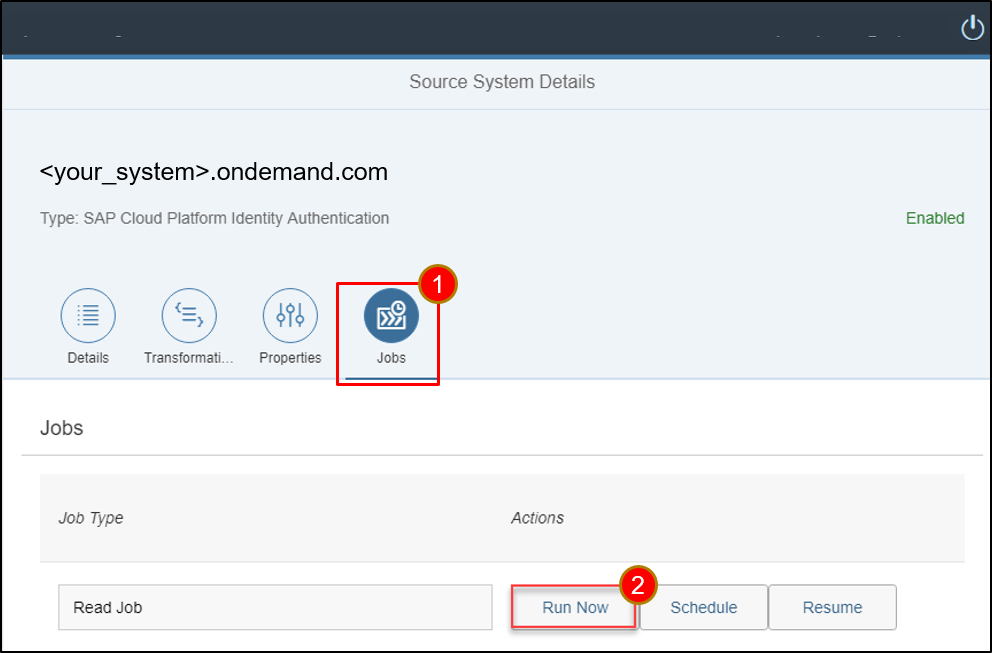 Source System Details
<your_system>.ondemand.com
Type: SAP Cloud Platform Identity Authentication
Enabled
1
Details
Transformati...
Properties
Jobs
Jobs
Job Type
Actions
2
Read Job
Run Now
Schedule
Resume